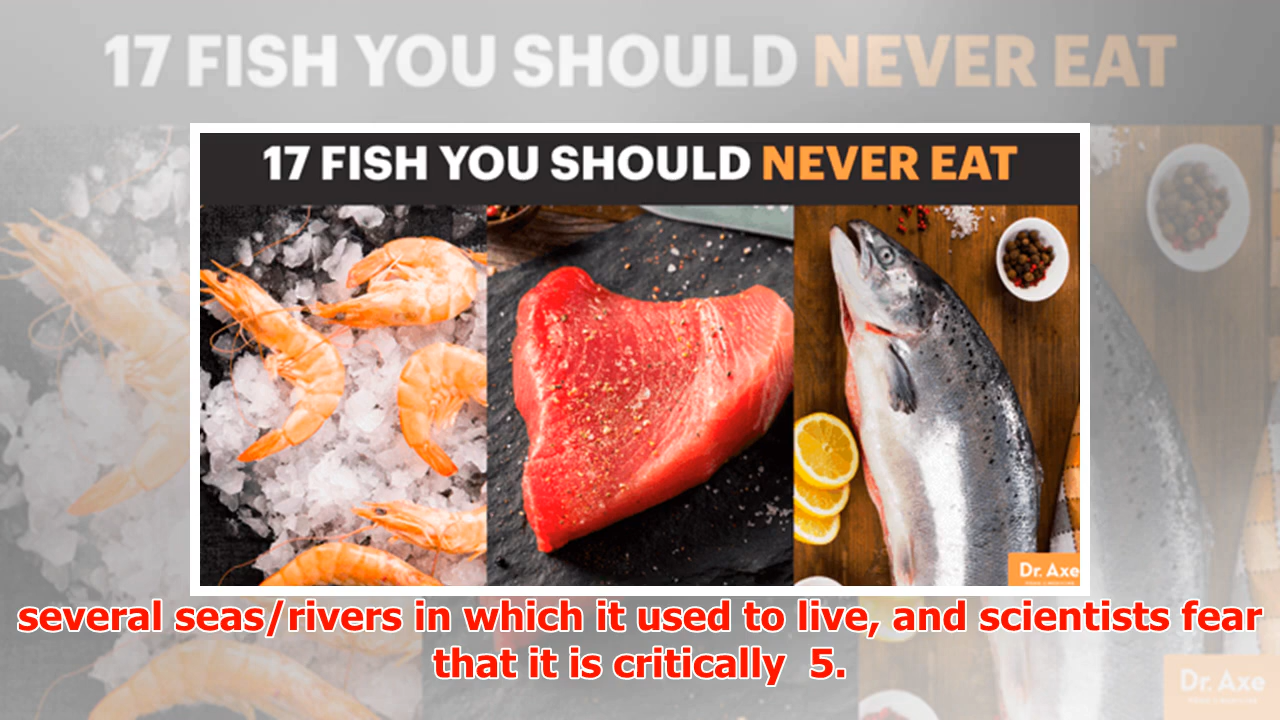 17 FISH YOU SHOULD NEVER EAT
17 FISH YOU SHOULD NEVER EAT
Dr. Axe
several seas/rivers in which it used to live, and scientists fear
that it is critically  5.
Dr. Axe